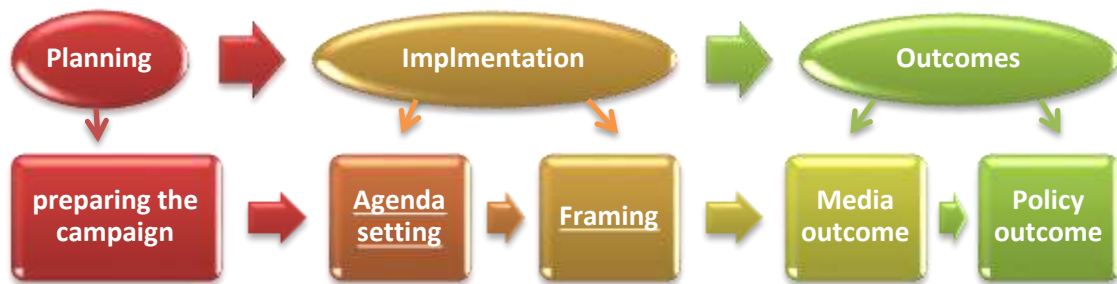 Planning
Implmentation
Outcomes
preparing the
campaign
Agenda
setting
Framing
Media
outcome
Policy
outcome